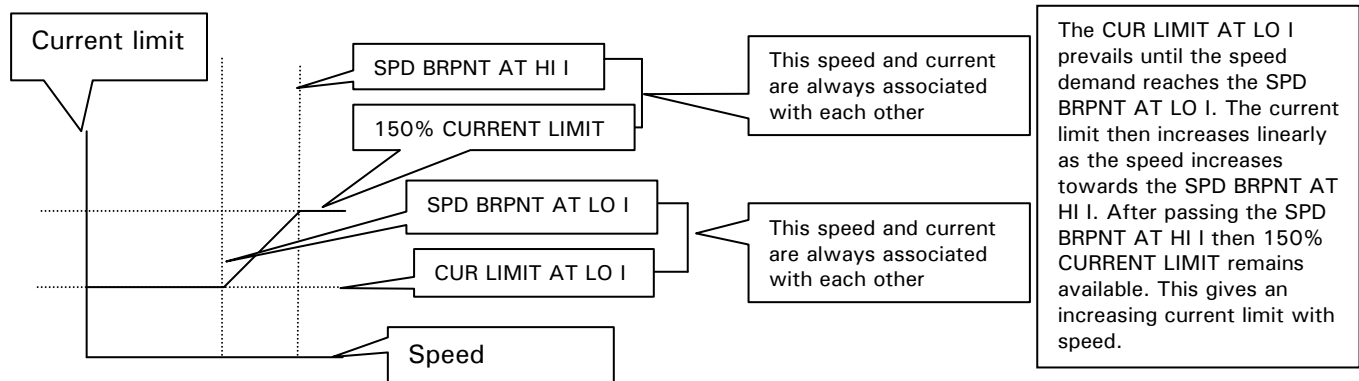 Current limit
SPD BRPNT AT HI I
150% CURRENT LIMIT
SPD BRPNT AT LO I
CUR LIMIT AT LO I
Speed
This speed and current
are always associated
with each other
This speed and current
are always associated
with each other
The CUR LIMIT AT LO I
prevails until the speed
demand reaches the SPD
BRPNT AT LO I. The current
limit then increases linearly
as the speed increases
towards the SPD BRPNT AT
HI I. After passing the SPD
BRPNT AT HI I then 150%
CURRENT LIMIT remains
available. This gives an
increasing current limit with
speed.